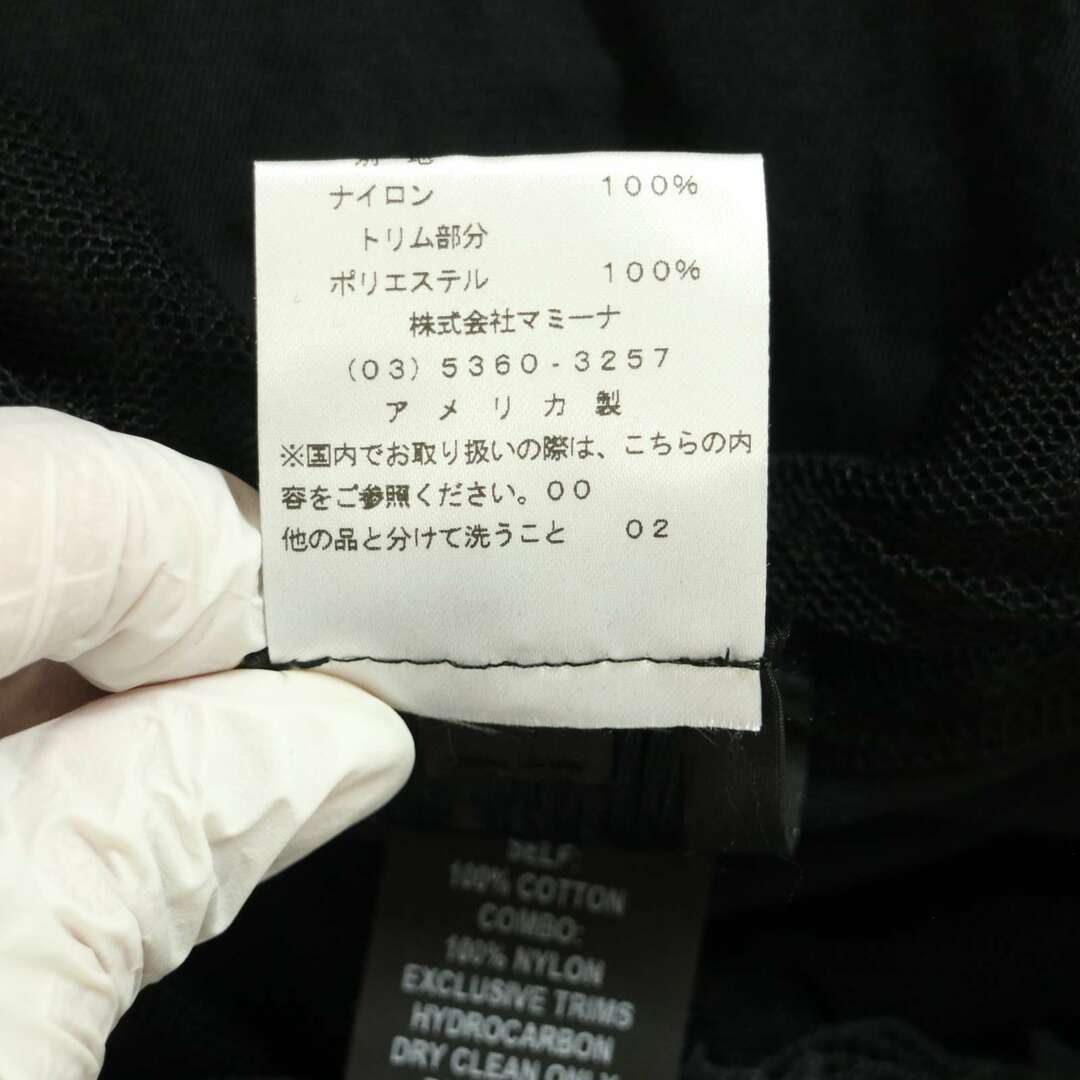 ナイロン 100%
トリム部分
ポリエステル 100%
株式会社マミーナ
(03) 5360-3257
アメリカ製
※国内でお取り扱いの際は、こちらの内
容をご参照ください。00
他の品と分けて洗うこと 02
SELF:
100% COTTON
COMBO:
100% NYLON
EXCLUSIVE TRIMS
HYDROCARBON
DRY CLEAN ONLY